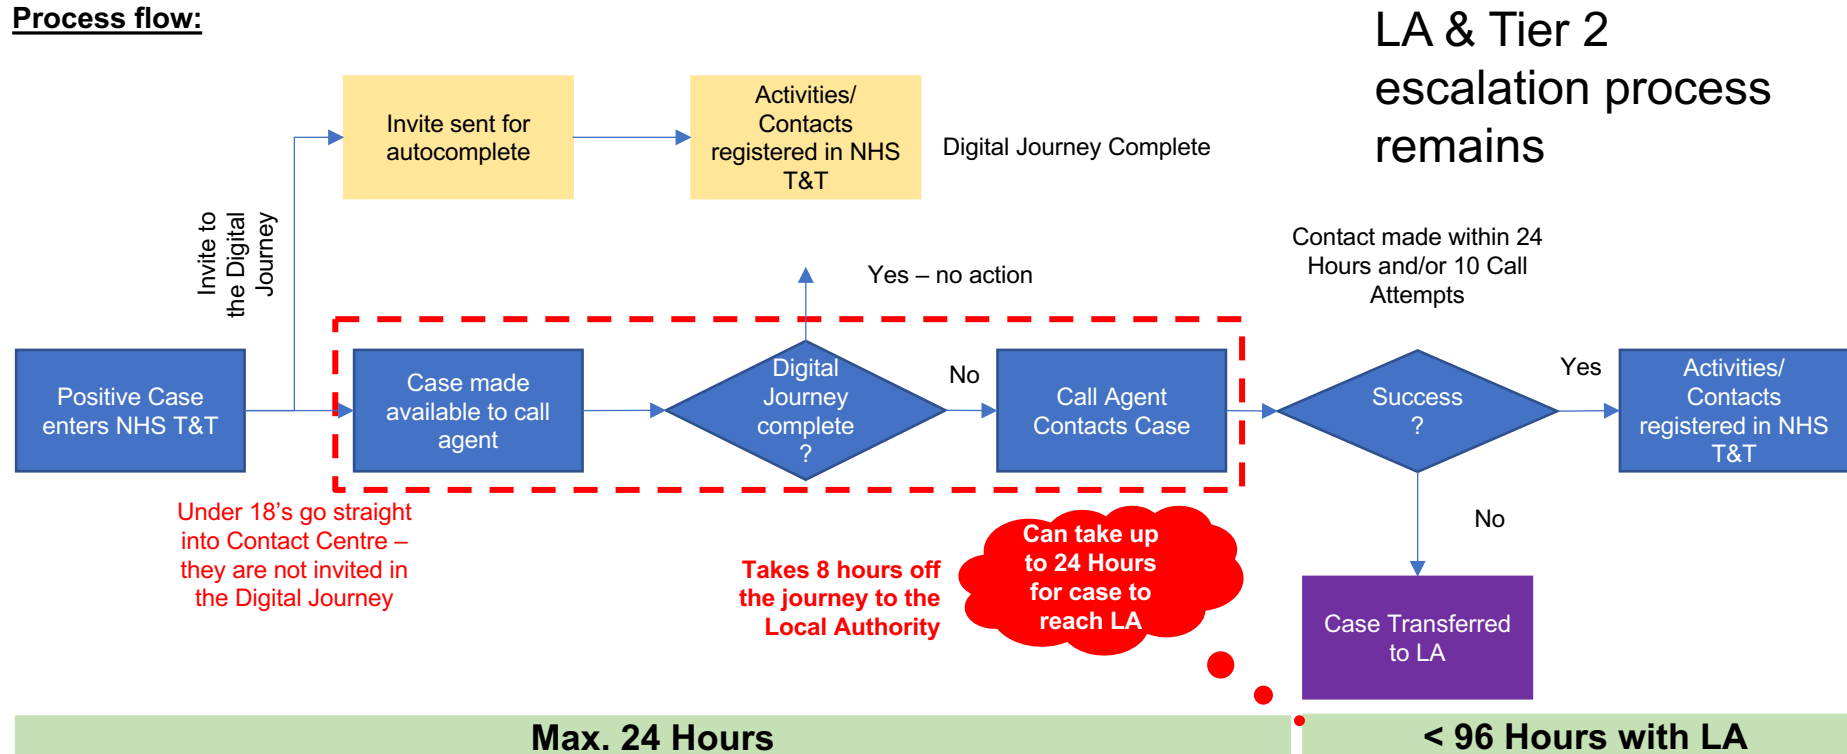 Process flow:
LA & Tier 2
escalation process
remains
Invite sent for
autocomplete
Activities/
Contacts
registered in NHS
T&T
Digital Journey Complete
Invite to
the Digital
Journey
Yes – no action
Contact made within 24
Hours and/or 10 Call
Attempts
Positive Case
enters NHS T&T
Case made
available to call
agent
Digital
Journey
complete
?
No
Call Agent
Contacts Case
Success
?
Yes
Activities/
Contacts
registered in NHS
T&T
Under 18’s go straight
into Contact Centre –
they are not invited in
the Digital Journey
Takes 8 hours off
the journey to the
Local Authority
Can take up
to 24 Hours
for case to
reach LA
No
Case Transferred
to LA
Max. 24 Hours
< 96 Hours with LA